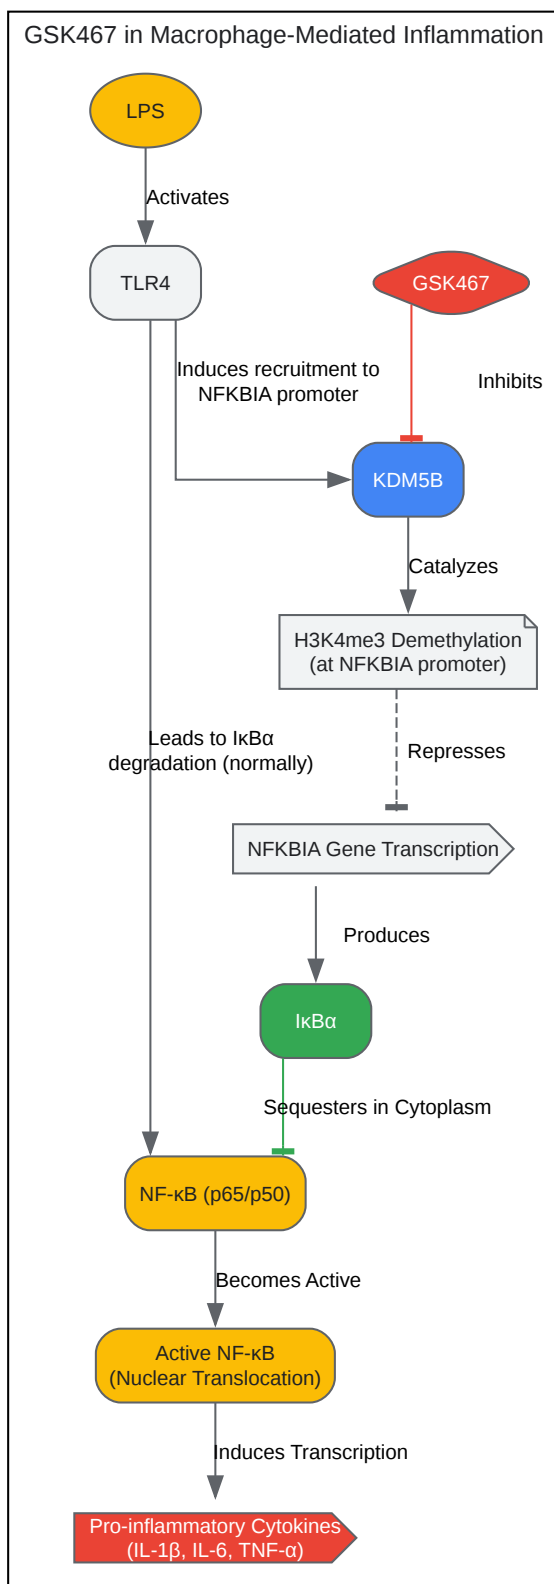 GSK467 in Macrophage-Mediated Inflammation
LPS
Activates
TLR4
GSK467
Induces recruitment to
NFKBIA promoter
Inhibits
KDM5B
Catalyzes
H3K4me3 Demethylation
(at NFKBIA promoter)
Leads to IκBα
degradation (normally)
Represses
NFKBIA Gene Transcription
Produces
IκBα
Sequesters in Cytoplasm
NF-κB (p65/p50)
Becomes Active
Active NF-κB
(Nuclear Translocation)
Induces Transcription
Pro-inflammatory Cytokines
(IL-1β, IL-6, TNF-α)